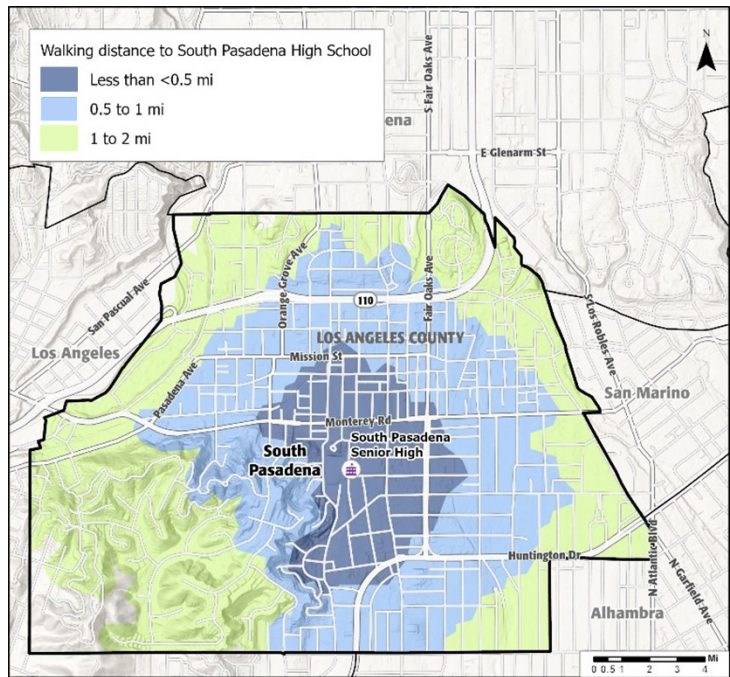 Walking distance to South Pasadena High School
Less than <0.5 mi
0.5 to 1 mi
1 to 2 mi
ena
S Fair Oaks Ave
N
E Glenarm St
San Pascual Ave
Orange Grove Ave
110
Fair Oaks Ave
S Los Robles Ave
Los Angeles
LOS ANGELES COUNTY
Mission St
Pasadena Ave
San Marino
Monterey Rd
South
Pasadena
South Pasadena
Senior High
Huntington Dr
N Atlantic Blvd
N Garfield Ave
Alhambra
Mi
0 0.5 1 2 3 4